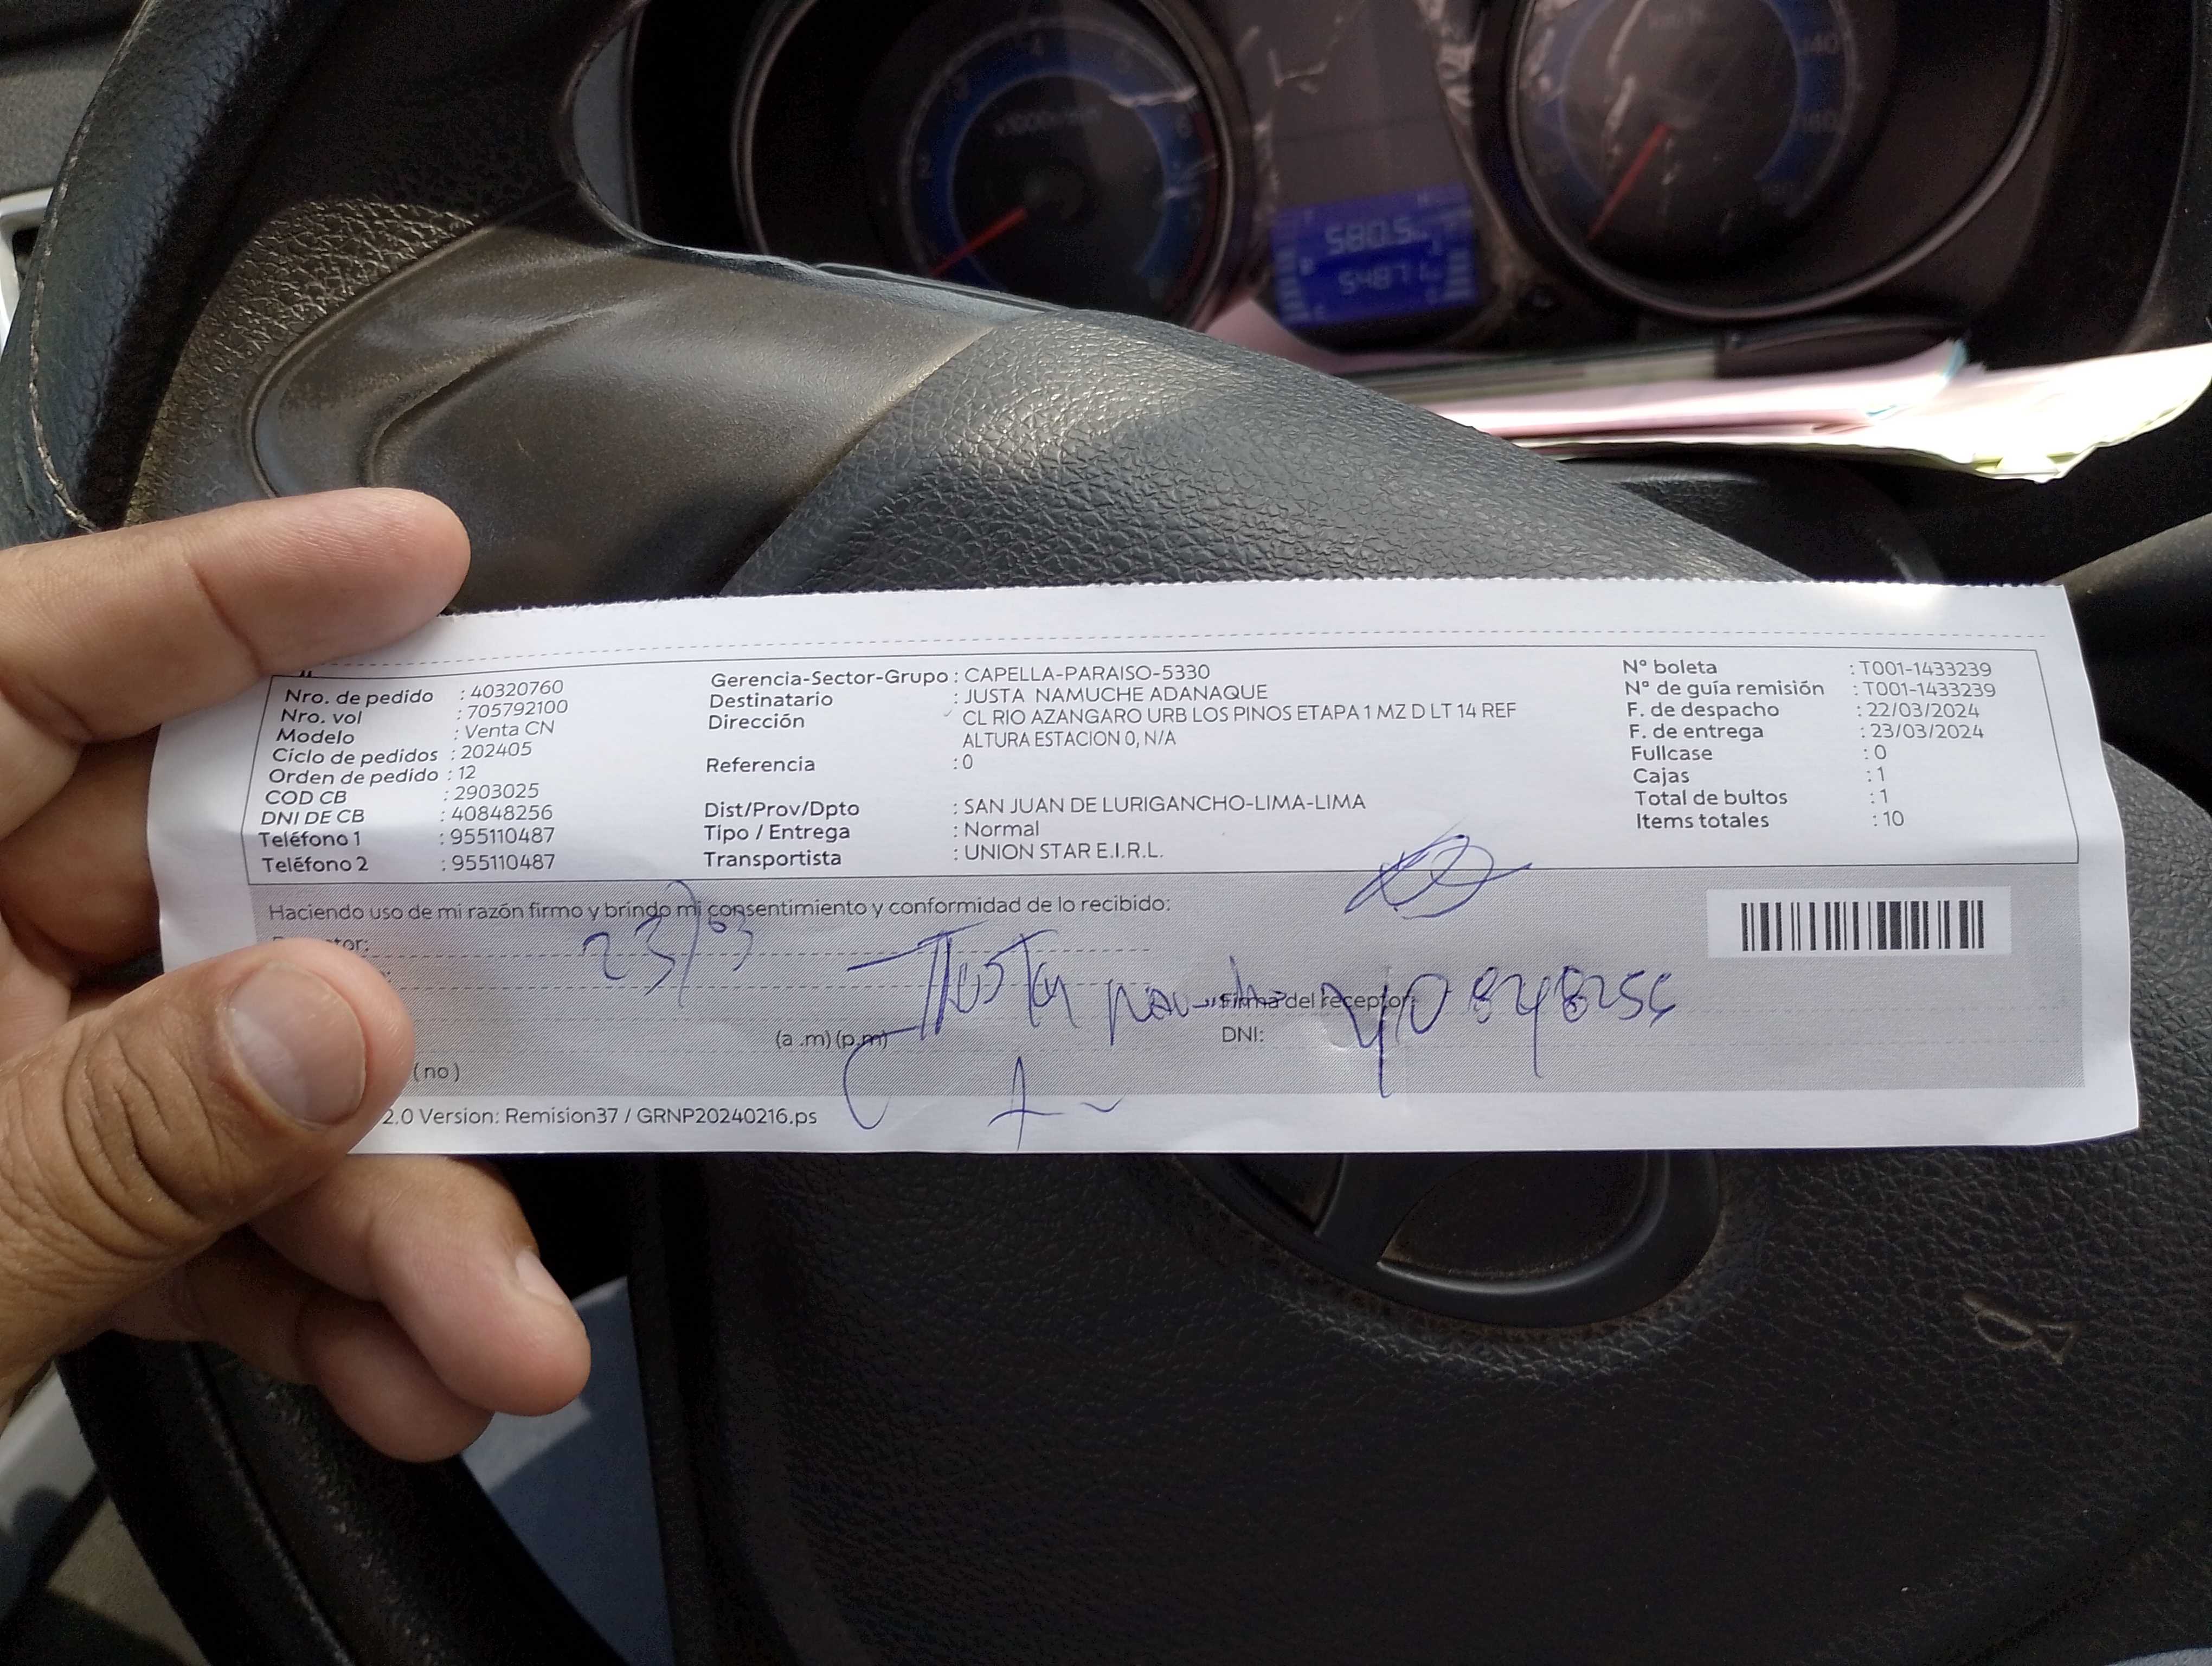 580.5
Nro. de pedido : 40320760
Nro. vol : 705792100
Modelo : Venta CN
Ciclo de pedidos : 202405
Orden de pedido : 12
COD CB : 2903025
DNI DE CB : 40848256
Teléfono 1 : 955110487
Teléfono 2 : 955110487
Gerencia-Sector-Grupo : CAPELLA-PARAISO-5330
Destinatario : JUSTA NAMUCHE ADANAQUE
Dirección CL RIO AZANGARO URB LOS PINOS ETAPA 1 MZ D LT 14 REF
ALTURA ESTACION 0, N/A
Referencia : 0
Dist/Prov/Dpto : SAN JUAN DE LURIGANCHO-LIMA-LIMA
Tipo / Entrega : Normal
Transportista : UNION STAR E.I.R.L.
N° boleta : T001-1433239
N° de guía remisión : T001-1433239
F. de despacho : 22/03/2024
F. de entrega : 23/03/2024
Fullcase : 0
Cajas : 1
Total de bultos : 1
Items totales : 10
Haciendo uso de mi razón firmo y brindo mi consentimiento y conformidad de lo recibido:
tor:
23/03
Justa 40848256
Firma del receptor:
(a .m) (p.m)
DNI:
(no)
2.0 Version: Remision37 / GRNP20240216.ps